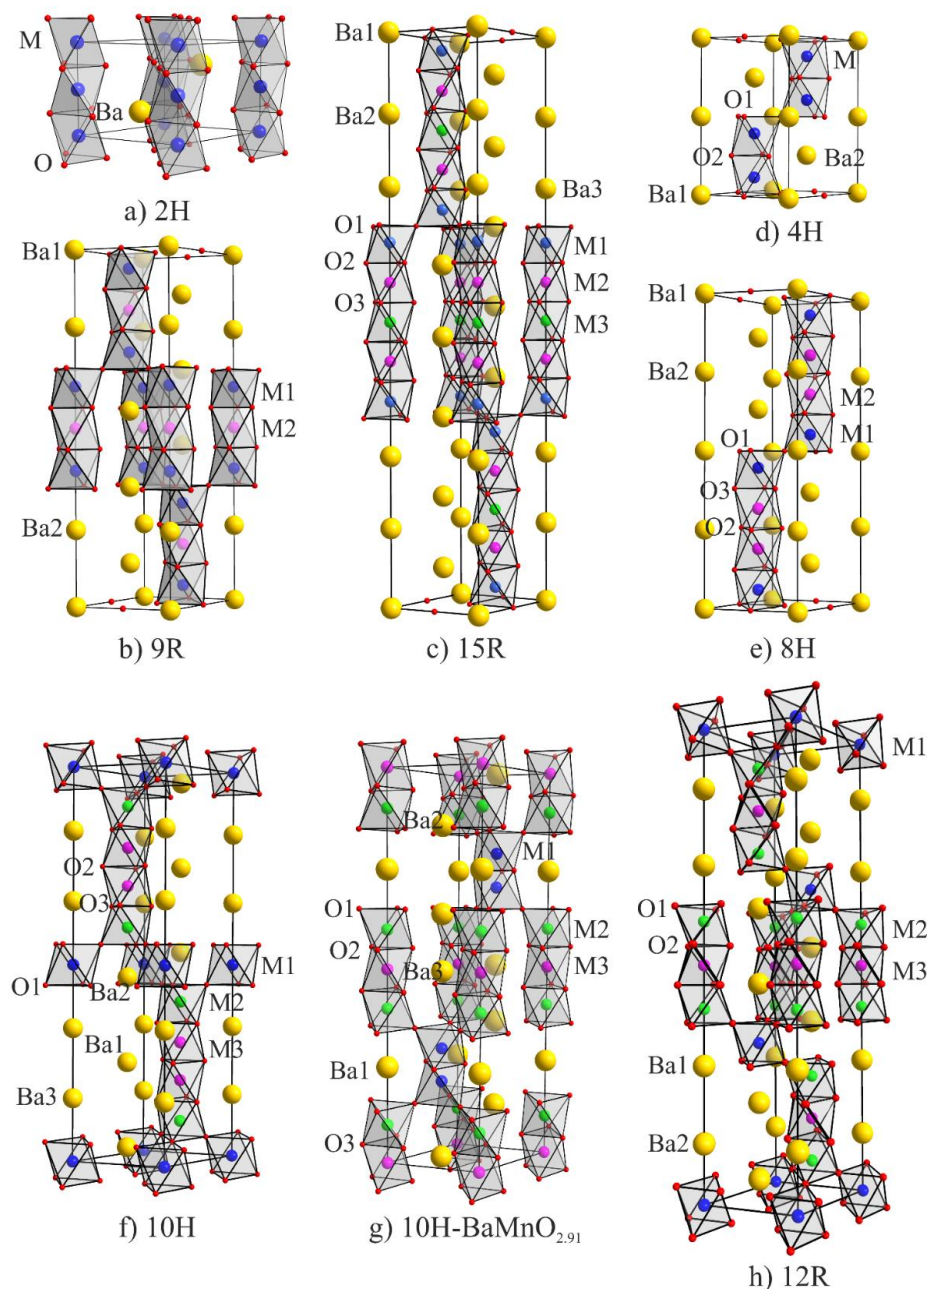 M
Ba
O
a) 2H
Ba1
M1
M2
Ba2
b) 9R
Ba1
Ba2
Ba3
O1
O2
O3
M1
M2
M3
c) 15R
M
O1
O2
Ba2
Ba1
d) 4H
Ba1
Ba2
M2
M1
O1
O3
O2
e) 8H
O2
O3
M1
O1
Ba2
M2
Ba1
M3
Ba3
f) 10H
Ba2
M1
O1
M2
O2
M3
Ba3
Ba1
O3
g) 10H-BaMnO2.91
M1
O1
M2
O2
M3
Ba1
Ba2
h) 12R